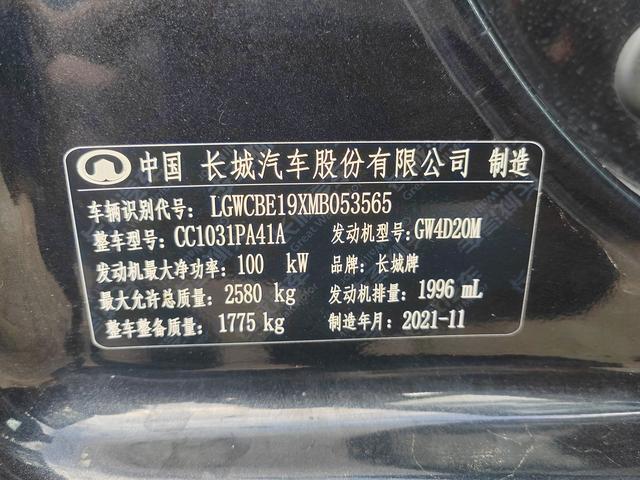 中国 长城汽车股份有限公司 制造
车辆识别代号: LGWCBE19XMB053565
整车型号: CC1031PA41A 发动机型号: GW4D20M
发动机最大净功率: 100 kW 品牌: 长城牌
最大允许总质量: 2580 kg 发动机排量: 1996 mL
整车整备质量: 1775 kg 制造年月: 2021-11